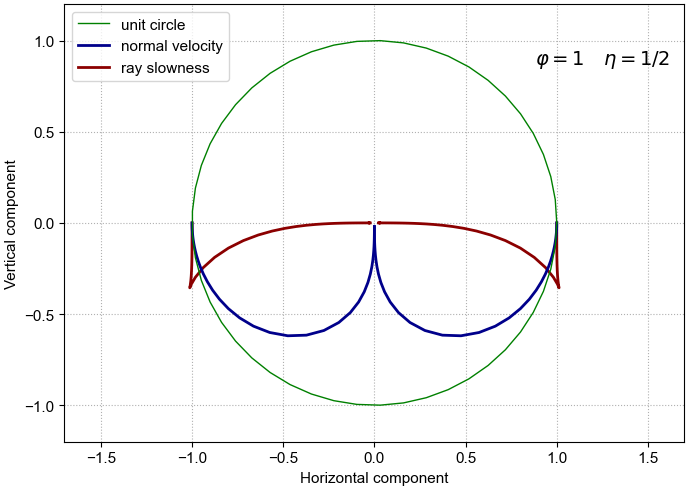 unit circle
normal velocity
ray slowness
φ = 1 η = 1/2
1.0
0.5
0.0
−0.5
−1.0
Vertical component
−1.5 −1.0 −0.5 0.0 0.5 1.0 1.5
Horizontal component